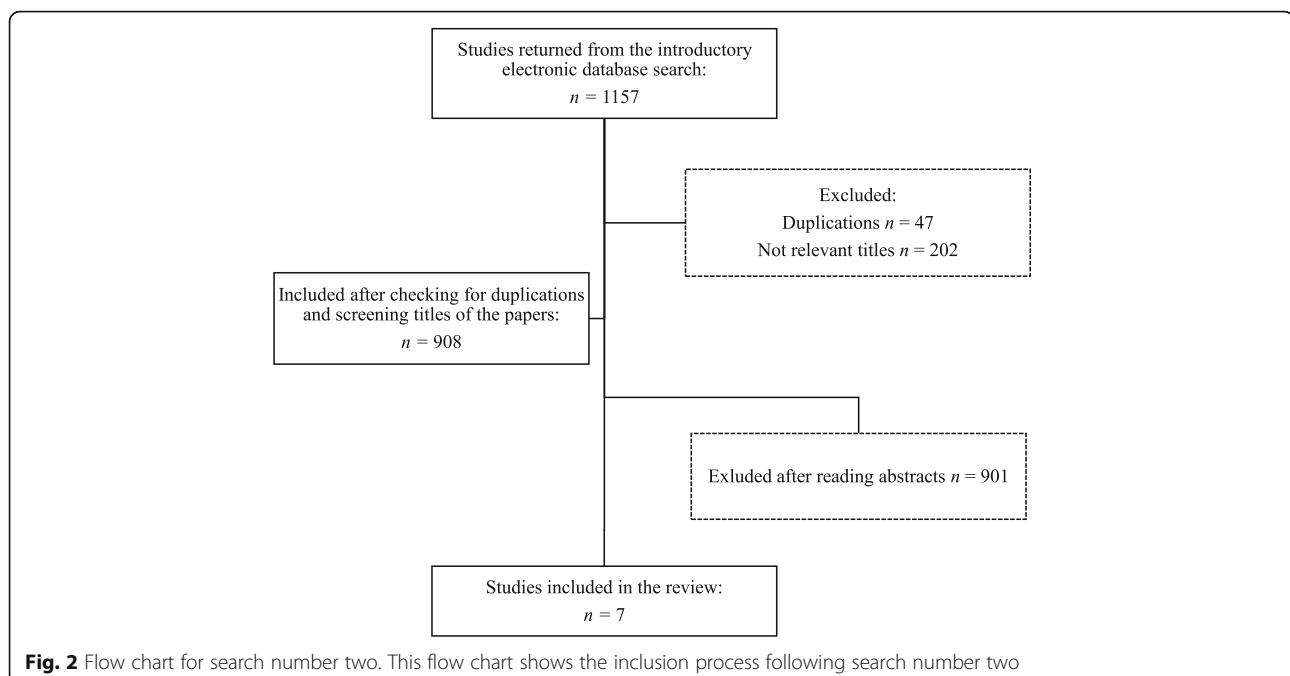 Studies returned from the introductory
electronic database search:
n = 1157
Excluded:
Duplications n = 47
Not relevant titles n = 202
Included after checking for duplications
and screening titles of the papers:
n = 908
Exluded after reading abstracts n = 901
Studies included in the review:
n = 7
Fig. 2 Flow chart for search number two. This flow chart shows the inclusion process following search number two